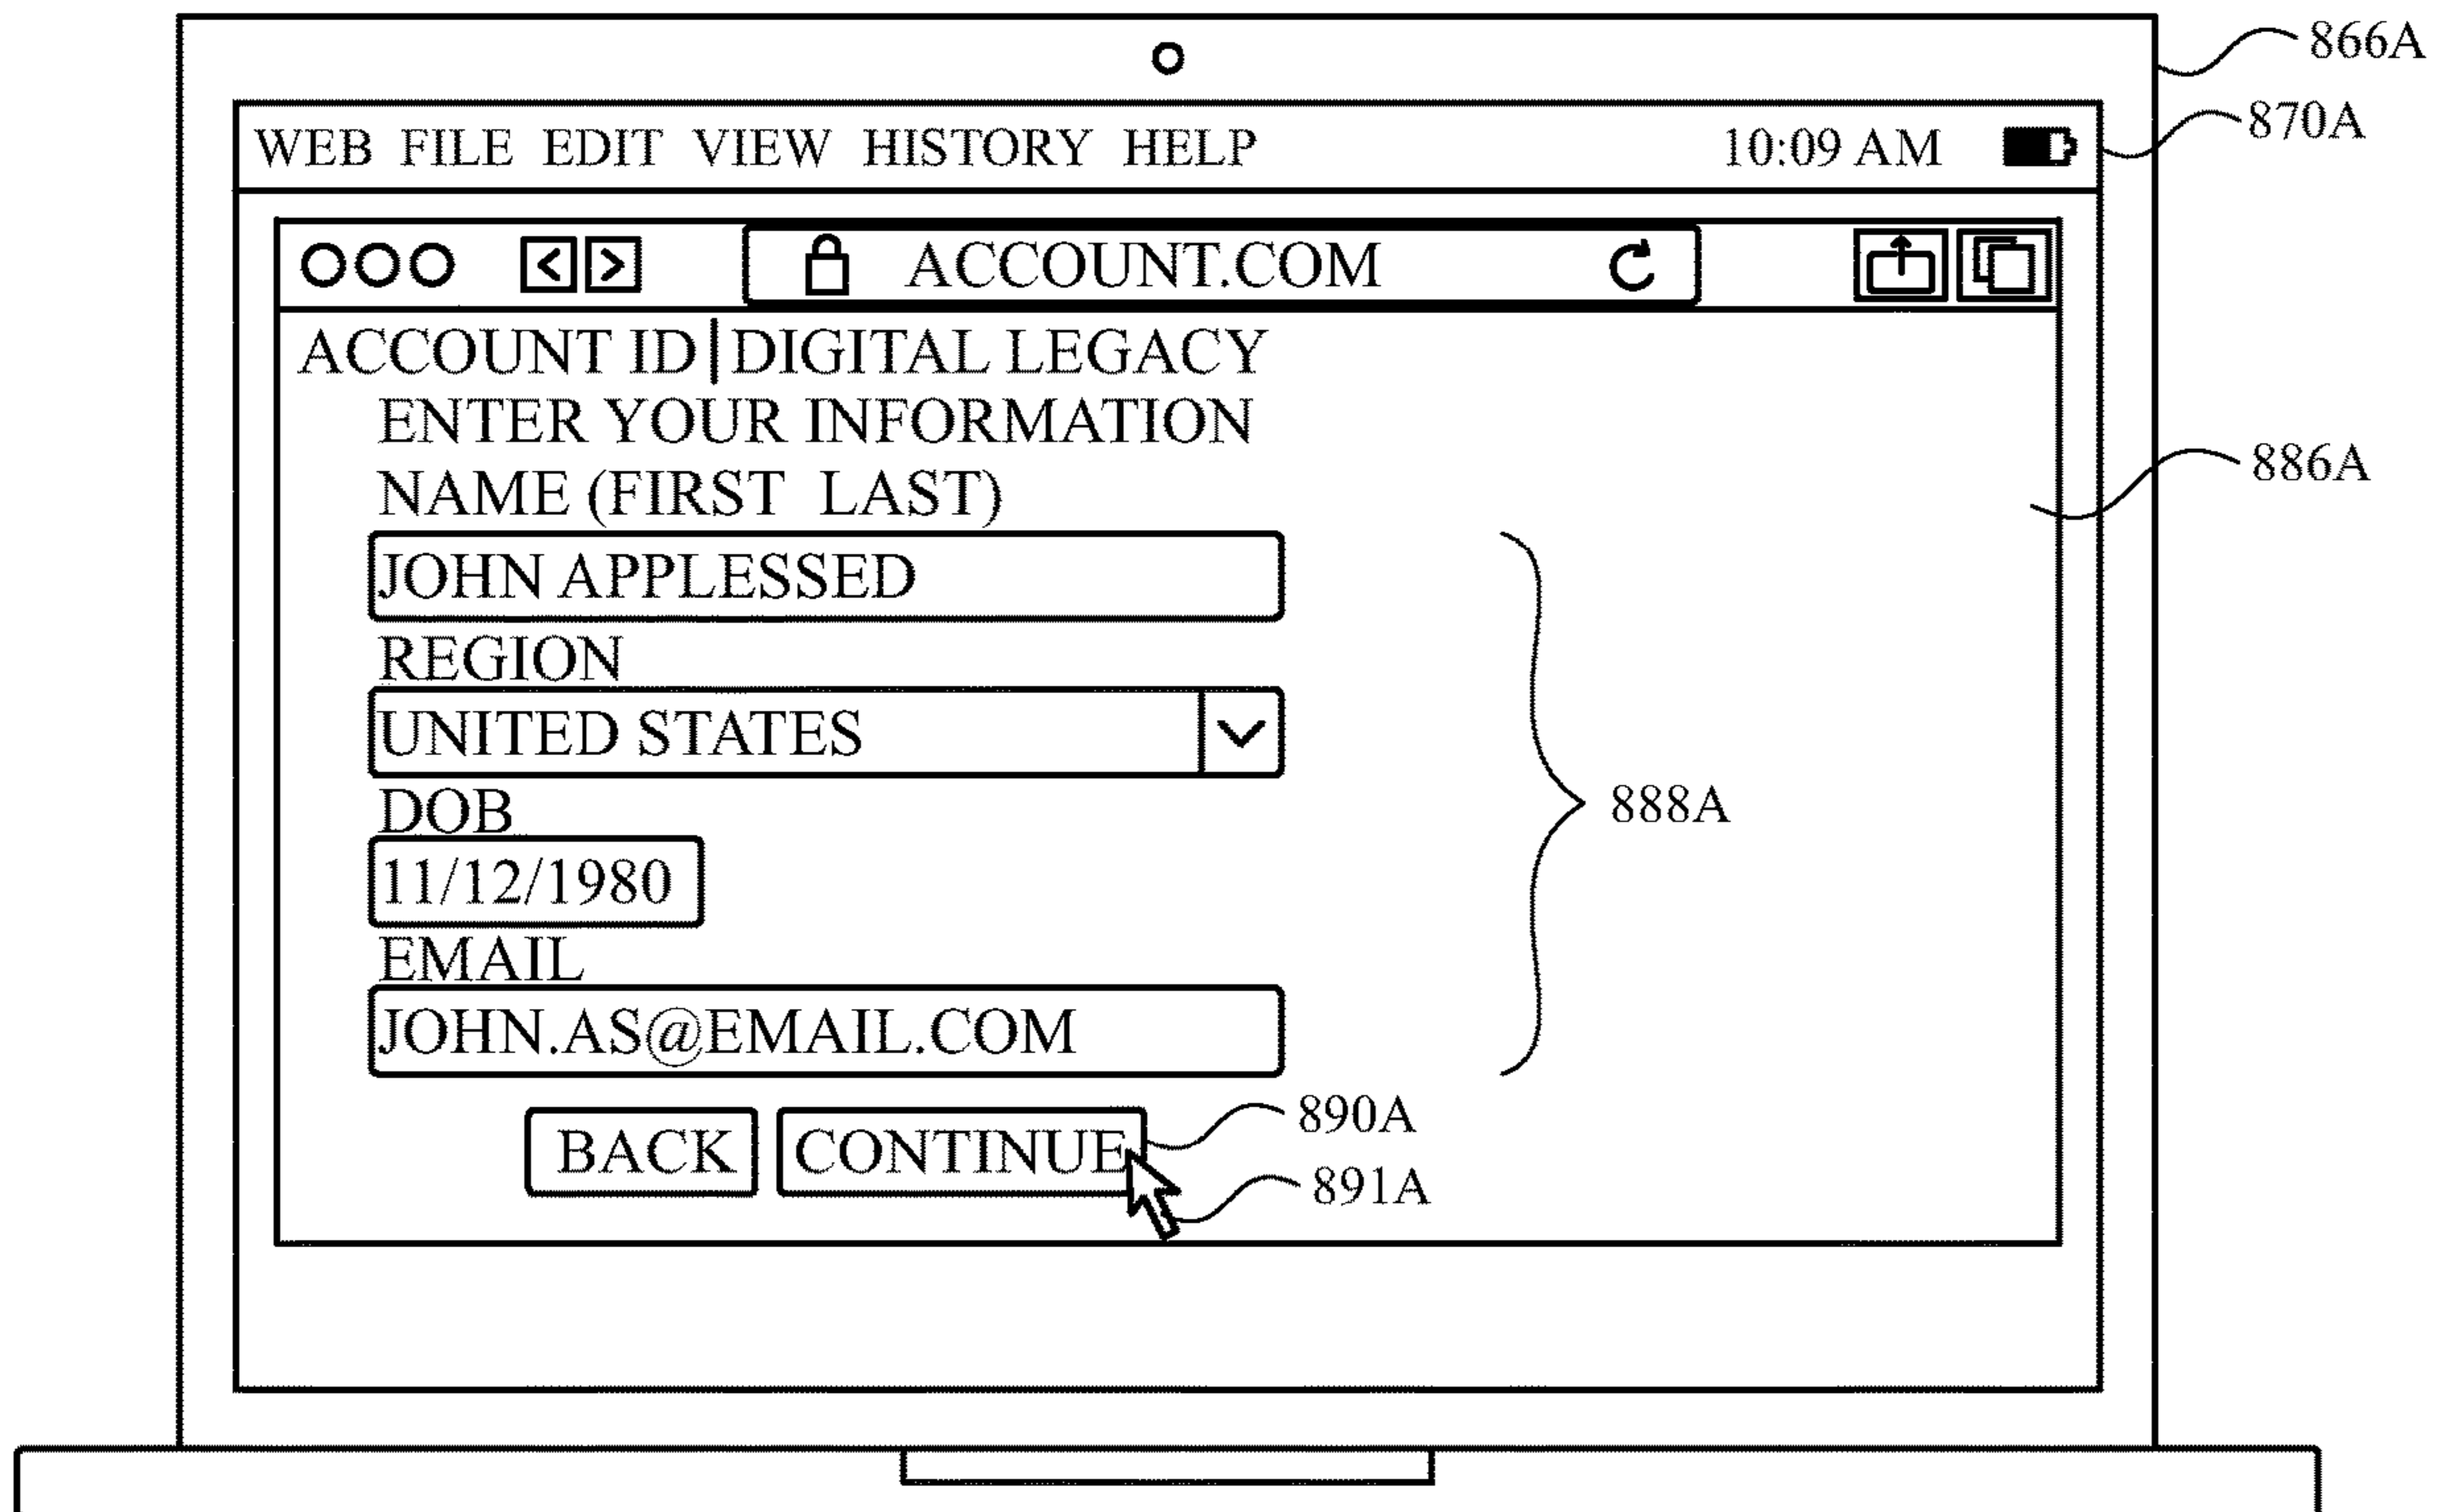 866A
870A
WEB FILE EDIT VIEW HISTORY HELP 10:09 AM
ACCOUNT.COM
ACCOUNT ID|DIGITAL LEGACY
ENTER YOUR INFORMATION
886A
NAME (FIRST LAST)
JOHN APPLESSED
REGION
UNITED STATES
888A
DOB
11/12/1980
EMAIL
JOHN.AS@EMAIL.COM
890A
BACK CONTINUE
891A